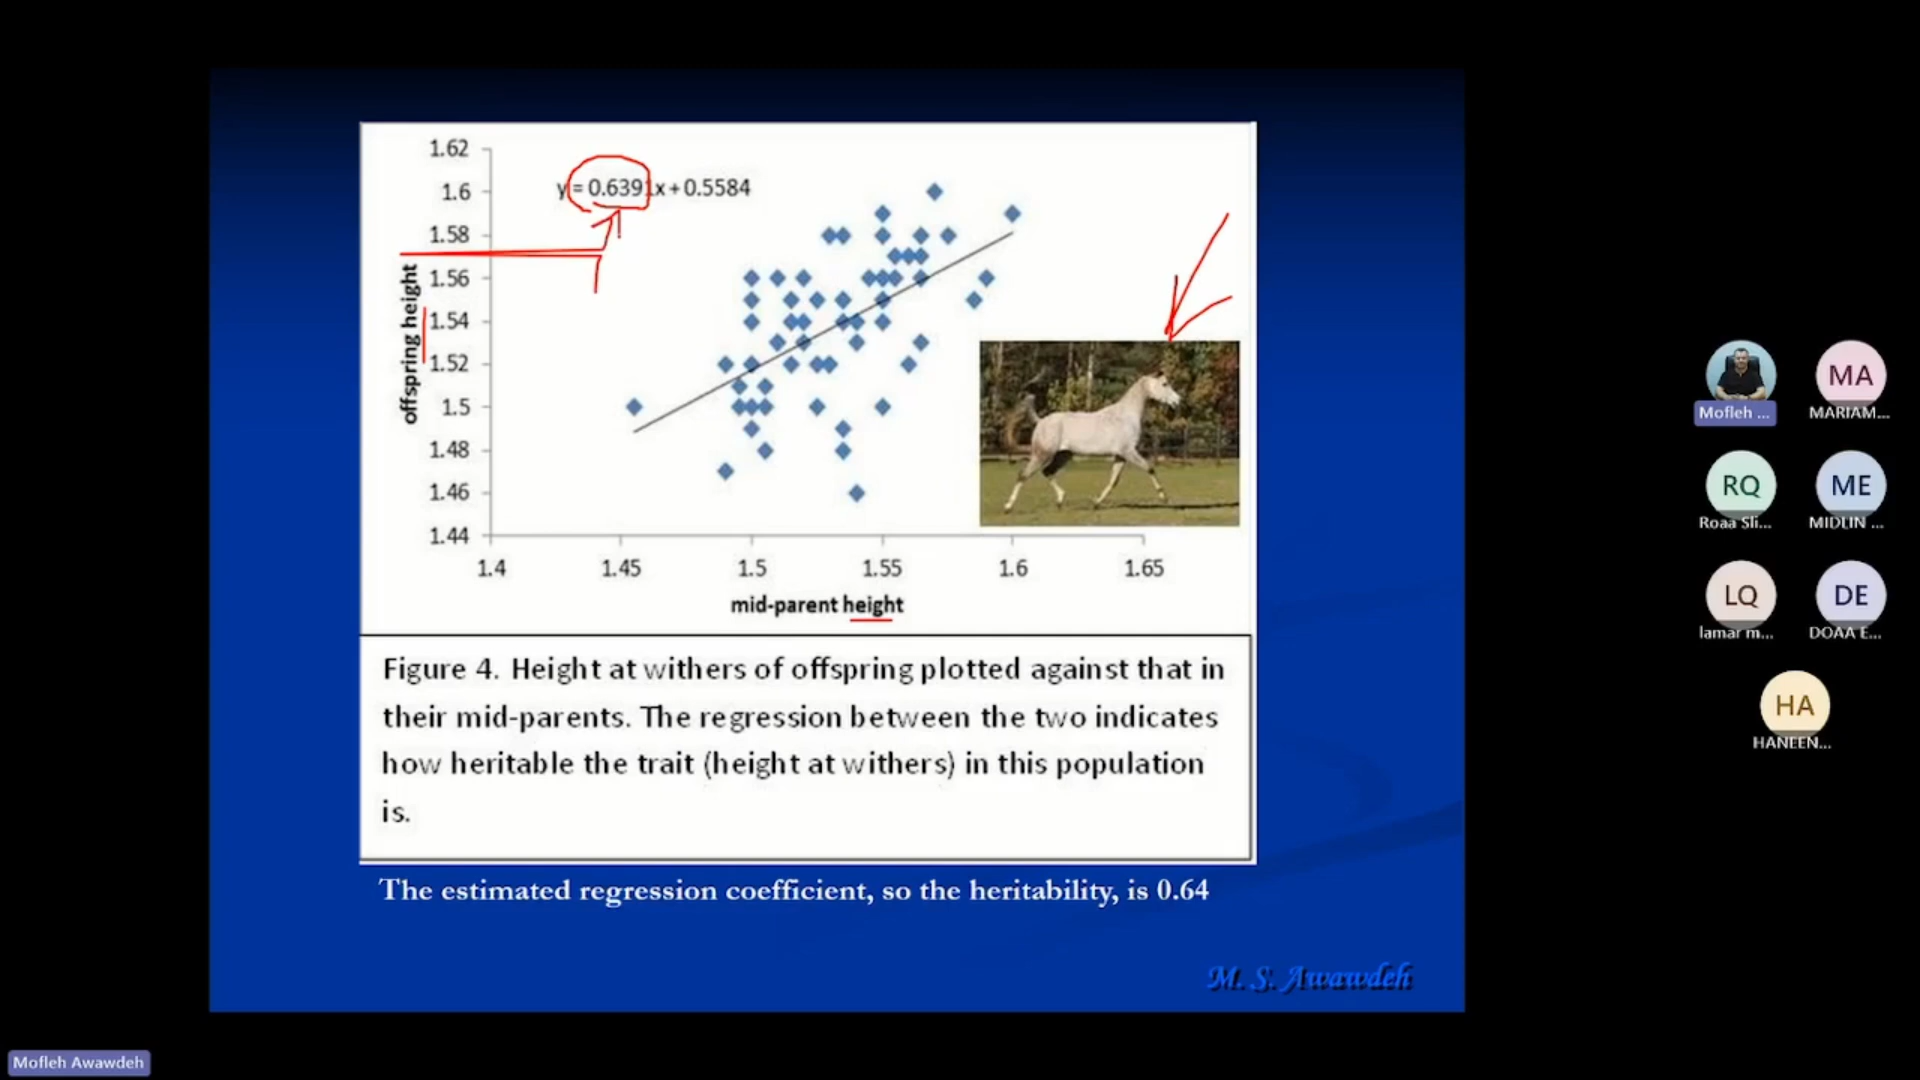 1.62
y = 0.6391x + 0.5584
1.6
1.58
1.56
1.54
1.52
1.5
1.48
1.46
1.44
offspring height
1.4 1.45 1.5 1.55 1.6 1.65
mid-parent height
Figure 4. Height at withers of offspring plotted against that in
their mid-parents. The regression between the two indicates
how heritable the trait (height at withers) in this population
is.
The estimated regression coefficient, so the heritability, is 0.64
M. S. Awawdeh
Mofleh ...
MA
MARIAM...
RQ
Roaa Sli...
ME
MIDLIN ...
LQ
lamar m...
DE
DOAA E...
HA
HANEEN...
Mofleh Awawdeh